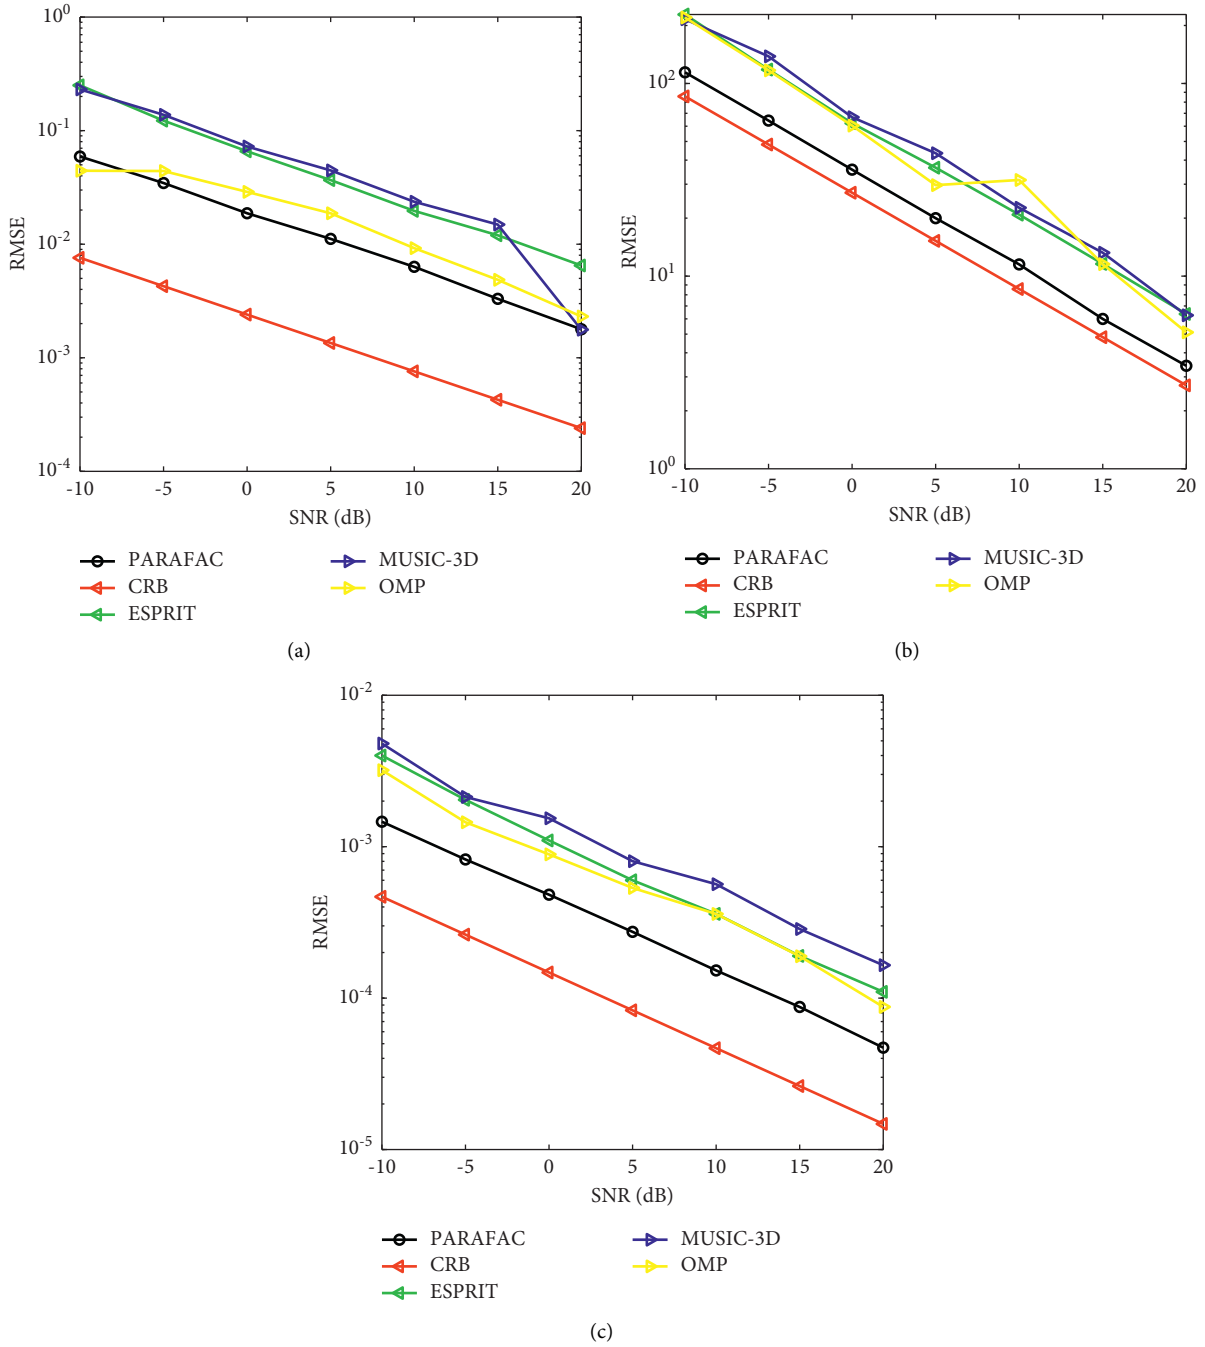 10^0
10^-1
10^-2
10^-3
10^-4
RMSE
-10 -5 0 5 10 15 20
SNR (dB)
PARAFAC
CRB
ESPRIT
MUSIC-3D
OMP
(a)
10^2
10^1
10^0
RMSE
-10 -5 0 5 10 15 20
SNR (dB)
PARAFAC
CRB
ESPRIT
MUSIC-3D
OMP
(b)
10^-2
10^-3
10^-4
10^-5
RMSE
-10 -5 0 5 10 15 20
SNR (dB)
PARAFAC
CRB
ESPRIT
MUSIC-3D
OMP
(c)